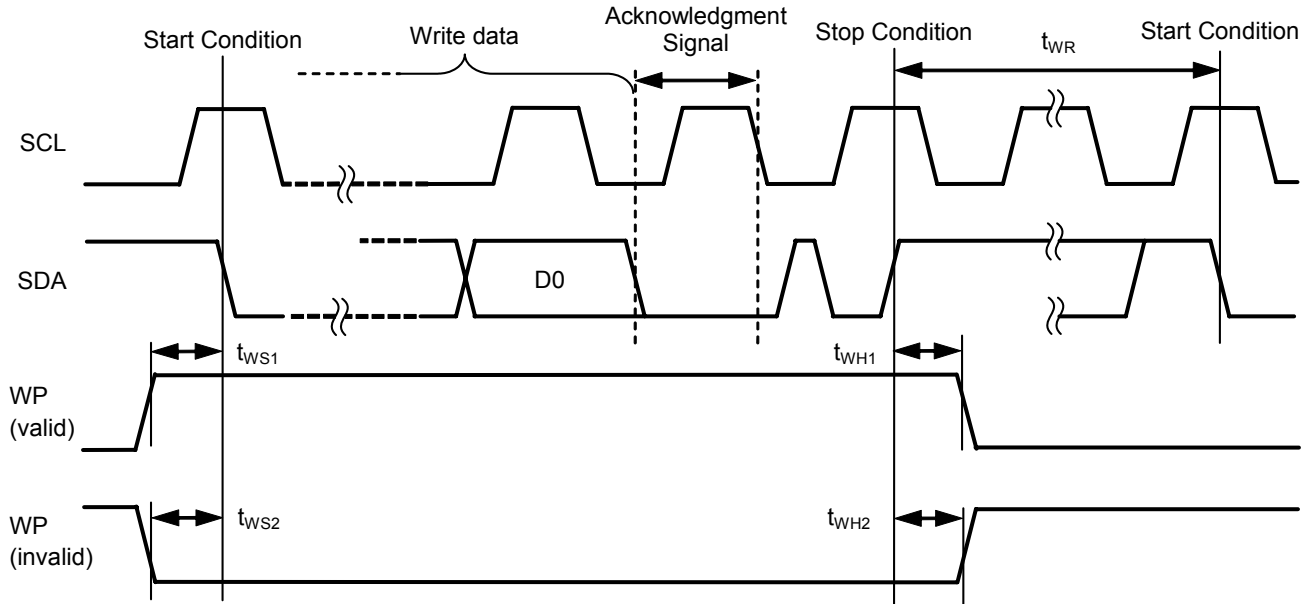 Acknowledgment
Signal
Start Condition
Write data
Stop Condition
tWR
Start Condition
SCL
SDA
D0
tWS1
tWH1
WP
(valid)
tWS2
tWH2
WP
(invalid)